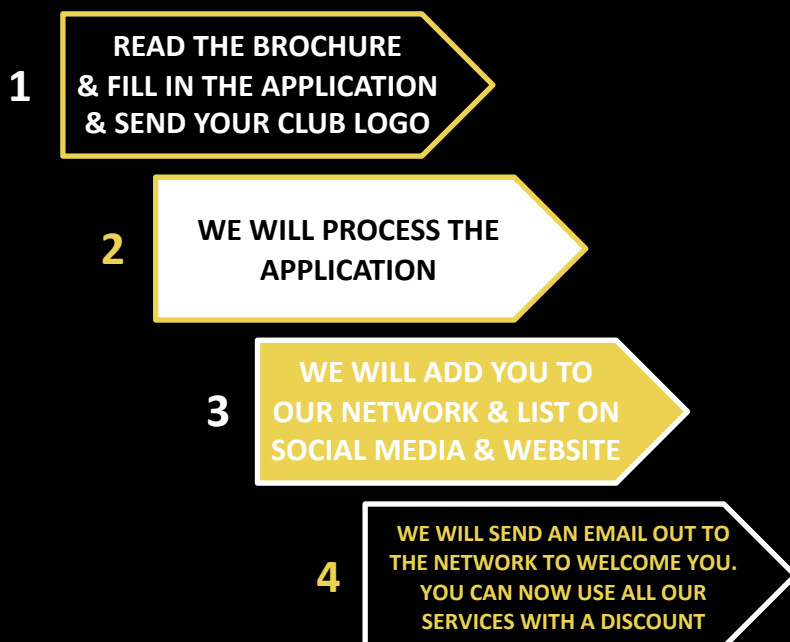 1
READ THE BROCHURE
& FILL IN THE APPLICATION
& SEND YOUR CLUB LOGO
2
WE WILL PROCESS THE
APPLICATION
3
WE WILL ADD YOU TO
OUR NETWORK & LIST ON
SOCIAL MEDIA & WEBSITE
4
WE WILL SEND AN EMAIL OUT TO
THE NETWORK TO WELCOME YOU.
YOU CAN NOW USE ALL OUR
SERVICES WITH A DISCOUNT